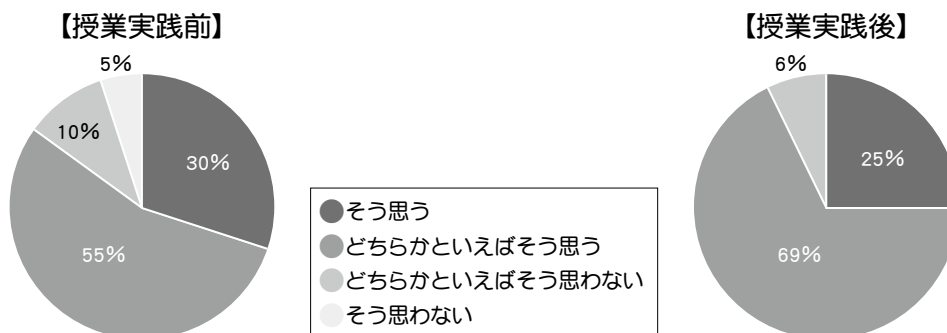 【授業実践前】
5%
10%
30%
55%
そう思う
どちらかといえばそう思う
どちらかといえばそう思わない
そう思わない
【授業実践後】
6%
25%
69%